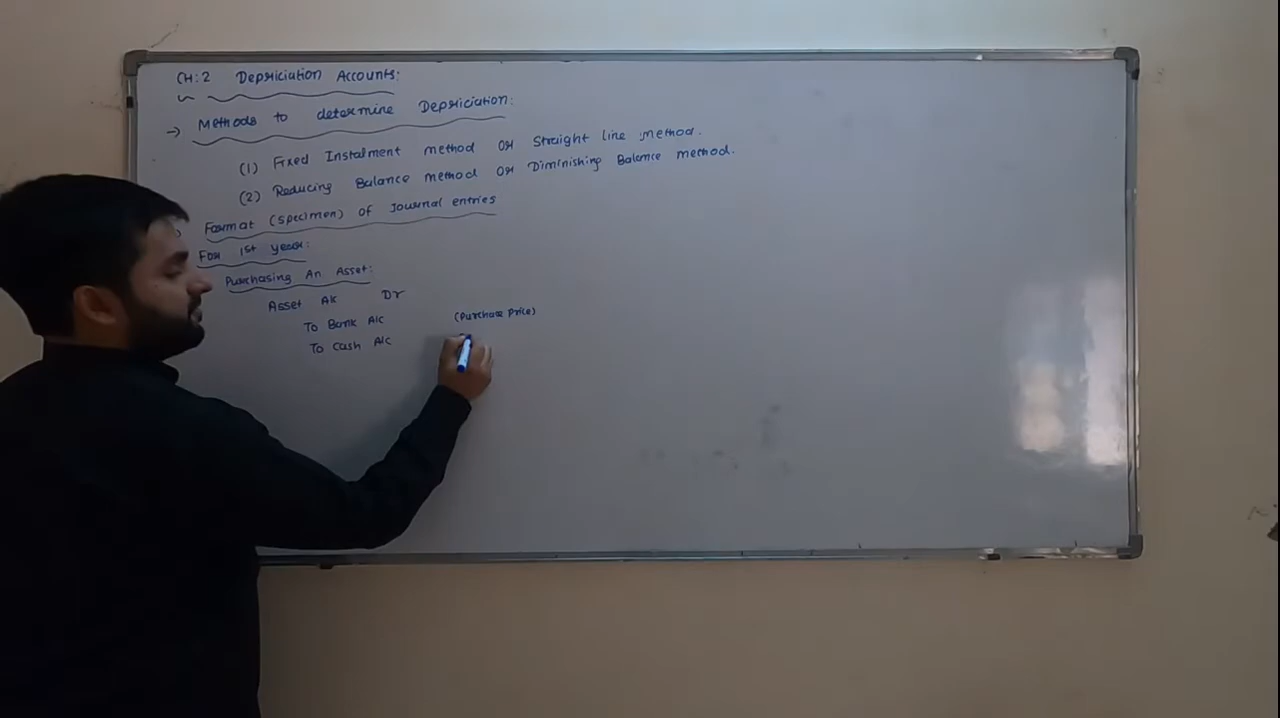 CH:2 Depriciation Accounts:
→ Methods to determine Depriciation:
(1) Fixed Instalment method OR Straight line method.
(2) Reducing Balance method OR Diminishing Balance method.
Format (specimen) of Journal entries
For 1st year:
Purchasing An Asset:
Asset A/c Dr
To Bank A/c (Purchase Price)
To Cash A/c